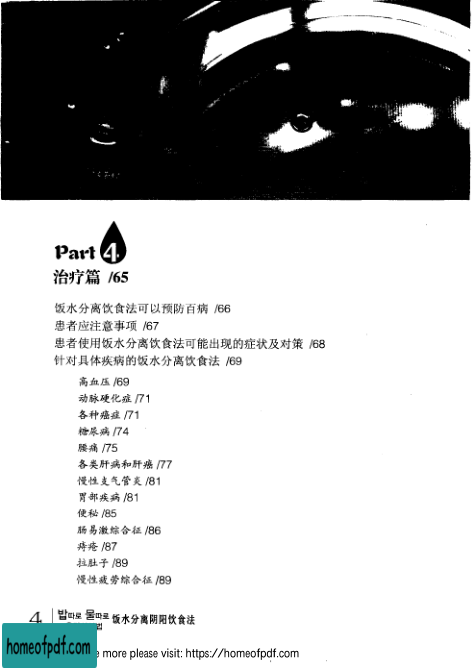 Part 4
治疗篇 /65
饭水分离饮食法可以预防百病 /66
患者应注意事项 /67
患者使用饭水分离饮食法可能出现的症状及对策 /68
针对具体疾病的饭水分离饮食法 /69
高血压 /69
动脉硬化症 /71
各种癌症 /71
糖尿病 /74
腰痛 /75
各类肝病和肝癌 /77
慢性支气管炎 /81
胃部疾病 /81
便秘 /85
肠易激综合征 /86
痔疮 /87
拉肚子 /89
慢性疲劳综合征 /89
4 밥따로 물따로 饭水分离阴阳饮食法
법
homeofpdf.com
e more please visit: https://homeofpdf.com